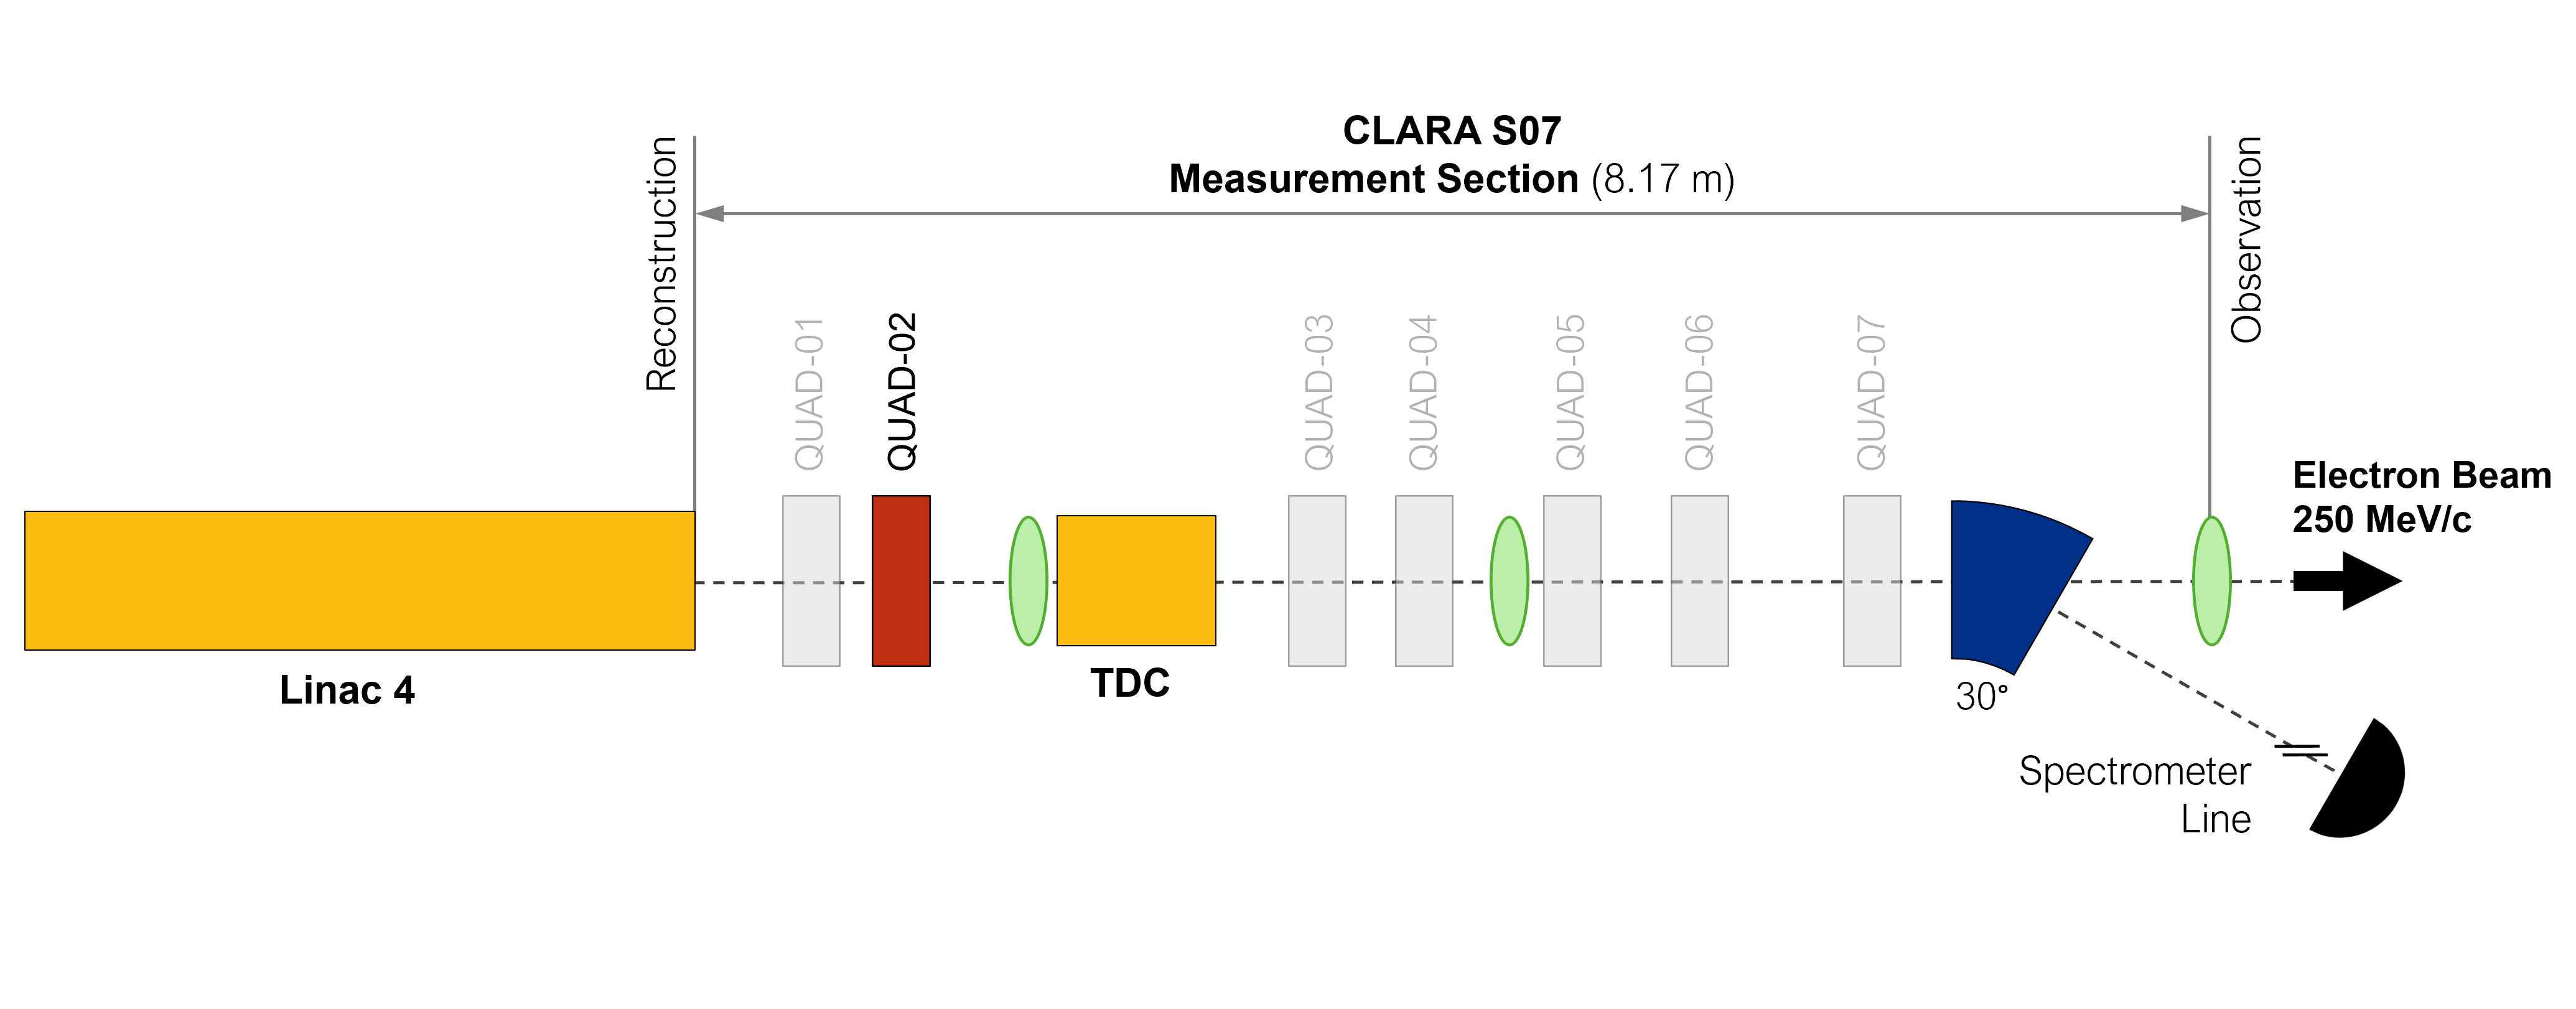 CLARA S07
Measurement Section (8.17 m)
Reconstruction
Observation
QUAD-01
QUAD-02
QUAD-03
QUAD-04
QUAD-05
QUAD-06
QUAD-07
Electron Beam
250 MeV/c
Linac 4
TDC
30°
Spectrometer
Line